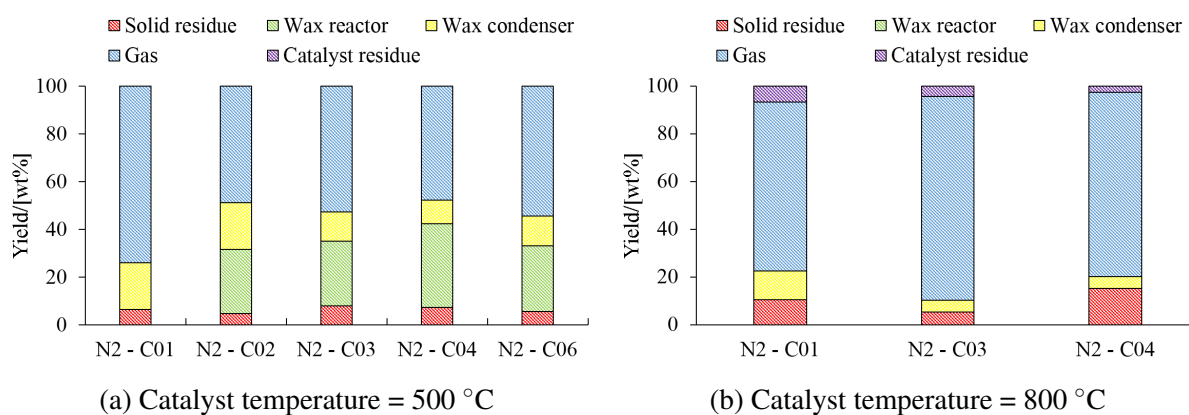 Solid residue Wax reactor Wax condenser
Gas Catalyst residue
100
80
60
40
20
0
Yield/[wt%]
N2 - C01 N2 - C02 N2 - C03 N2 - C04 N2 - C06
(a) Catalyst temperature = 500 °C
Solid residue Wax reactor Wax condenser
Gas Catalyst residue
100
80
60
40
20
0
Yield/[wt%]
N2 - C01 N2 - C03 N2 - C04
(b) Catalyst temperature = 800 °C